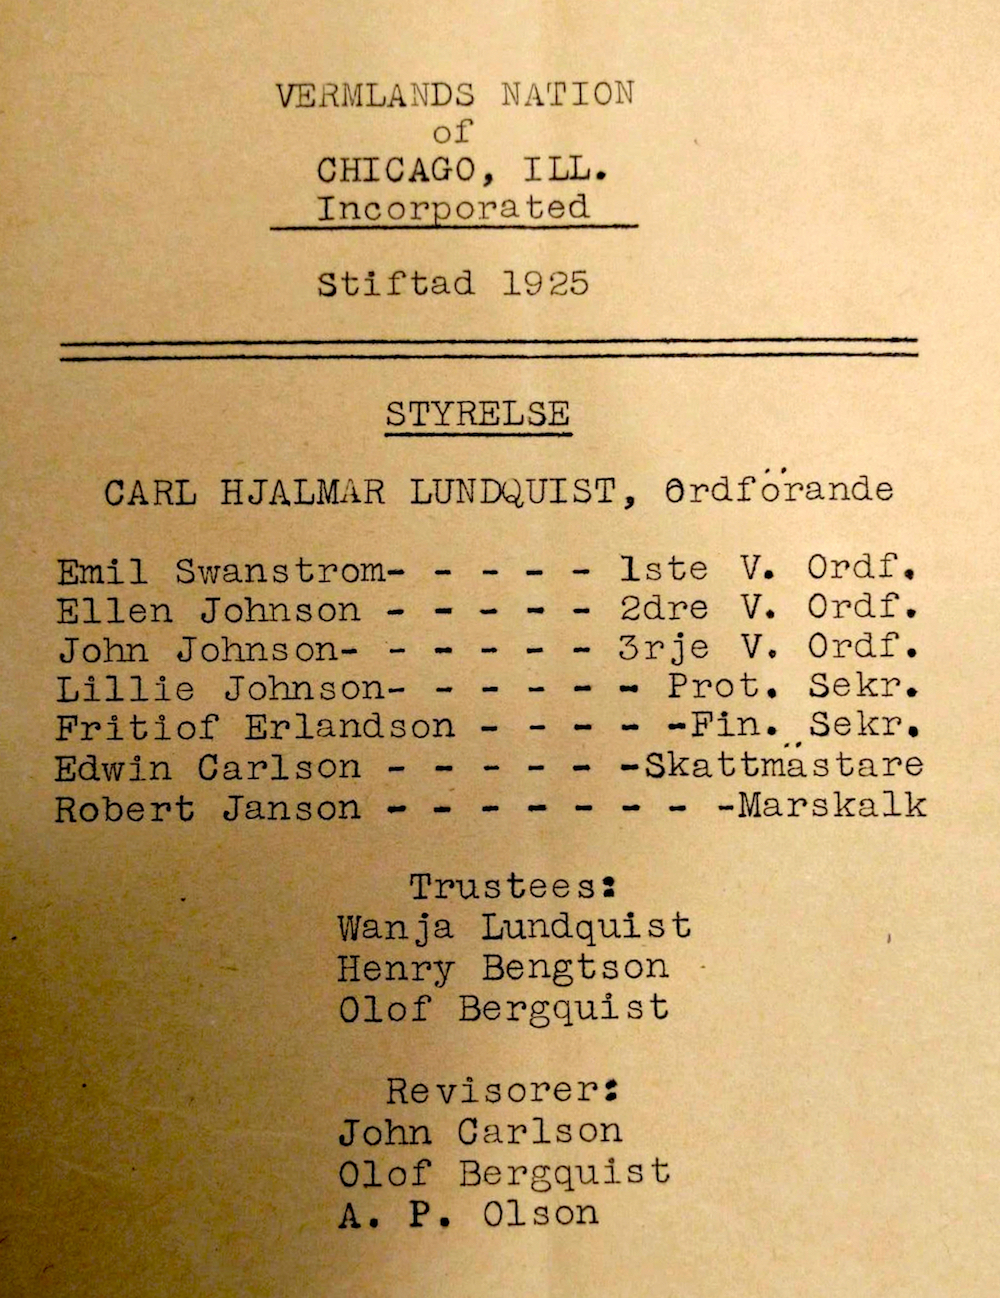 VERMLANDS NATION
of
CHICAGO, ILL.
Incorporated
Stiftad 1925
STYRELSE
CARL HJALMAR LUNDQUIST, Ordförande
Emil Swanstrom- - - - - 1ste V. Ordf.
Ellen Johnson - - - - - 2dre V. Ordf.
John Johnson- - - - - - 3rje V. Ordf.
Lillie Johnson- - - - - - Prot. Sekr.
Fritiof Erlandson - - - - -Fin. Sekr.
Edwin Carlson - - - - - -Skattmästare
Robert Janson - - - - - - - -Marskalk
Trustees:
Wanja Lundquist
Henry Bengtson
Olof Bergquist
Revisorer:
John Carlson
Olof Bergquist
A. P. Olson